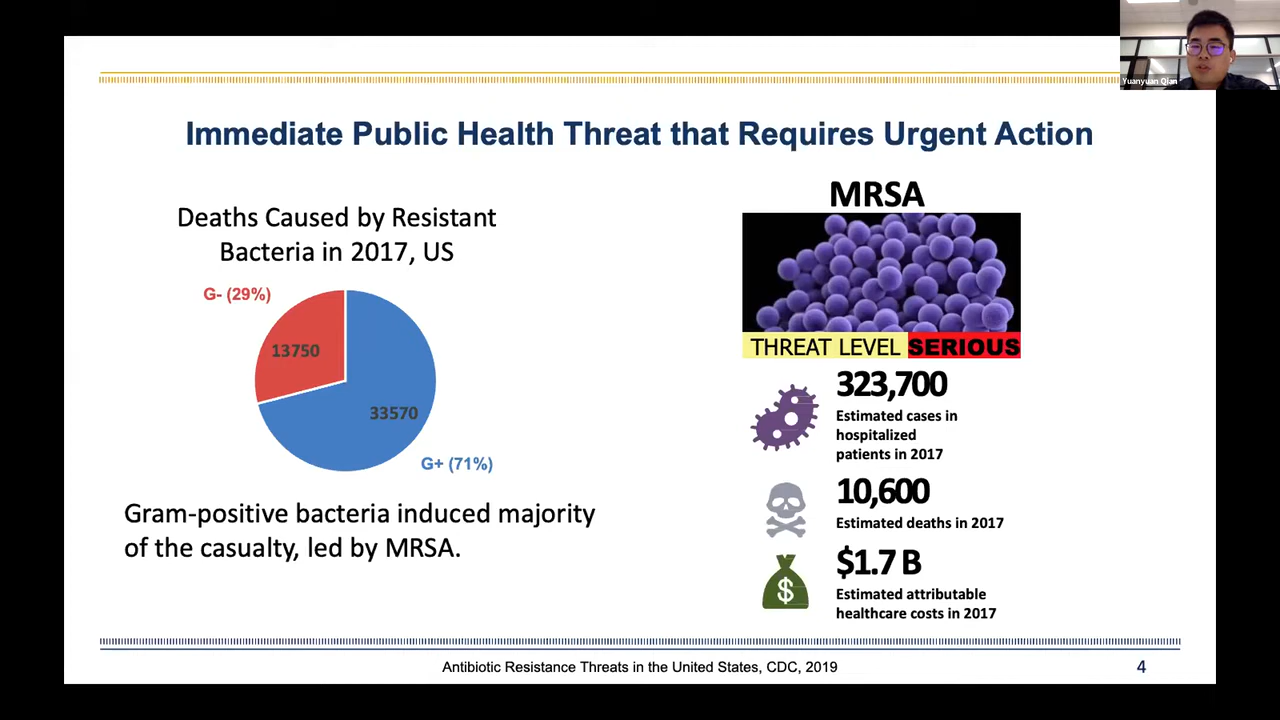 Yuanyuan Qian
Immediate Public Health Threat that Requires Urgent Action
Deaths Caused by Resistant
Bacteria in 2017, US
G- (29%)
13750
33570
G+ (71%)
Gram-positive bacteria induced majority
of the casualty, led by MRSA.
MRSA
THREAT LEVEL SERIOUS
323,700
Estimated cases in
hospitalized
patients in 2017
10,600
Estimated deaths in 2017
$
$1.7 B
Estimated attributable
healthcare costs in 2017
Antibiotic Resistance Threats in the United States, CDC, 2019
4